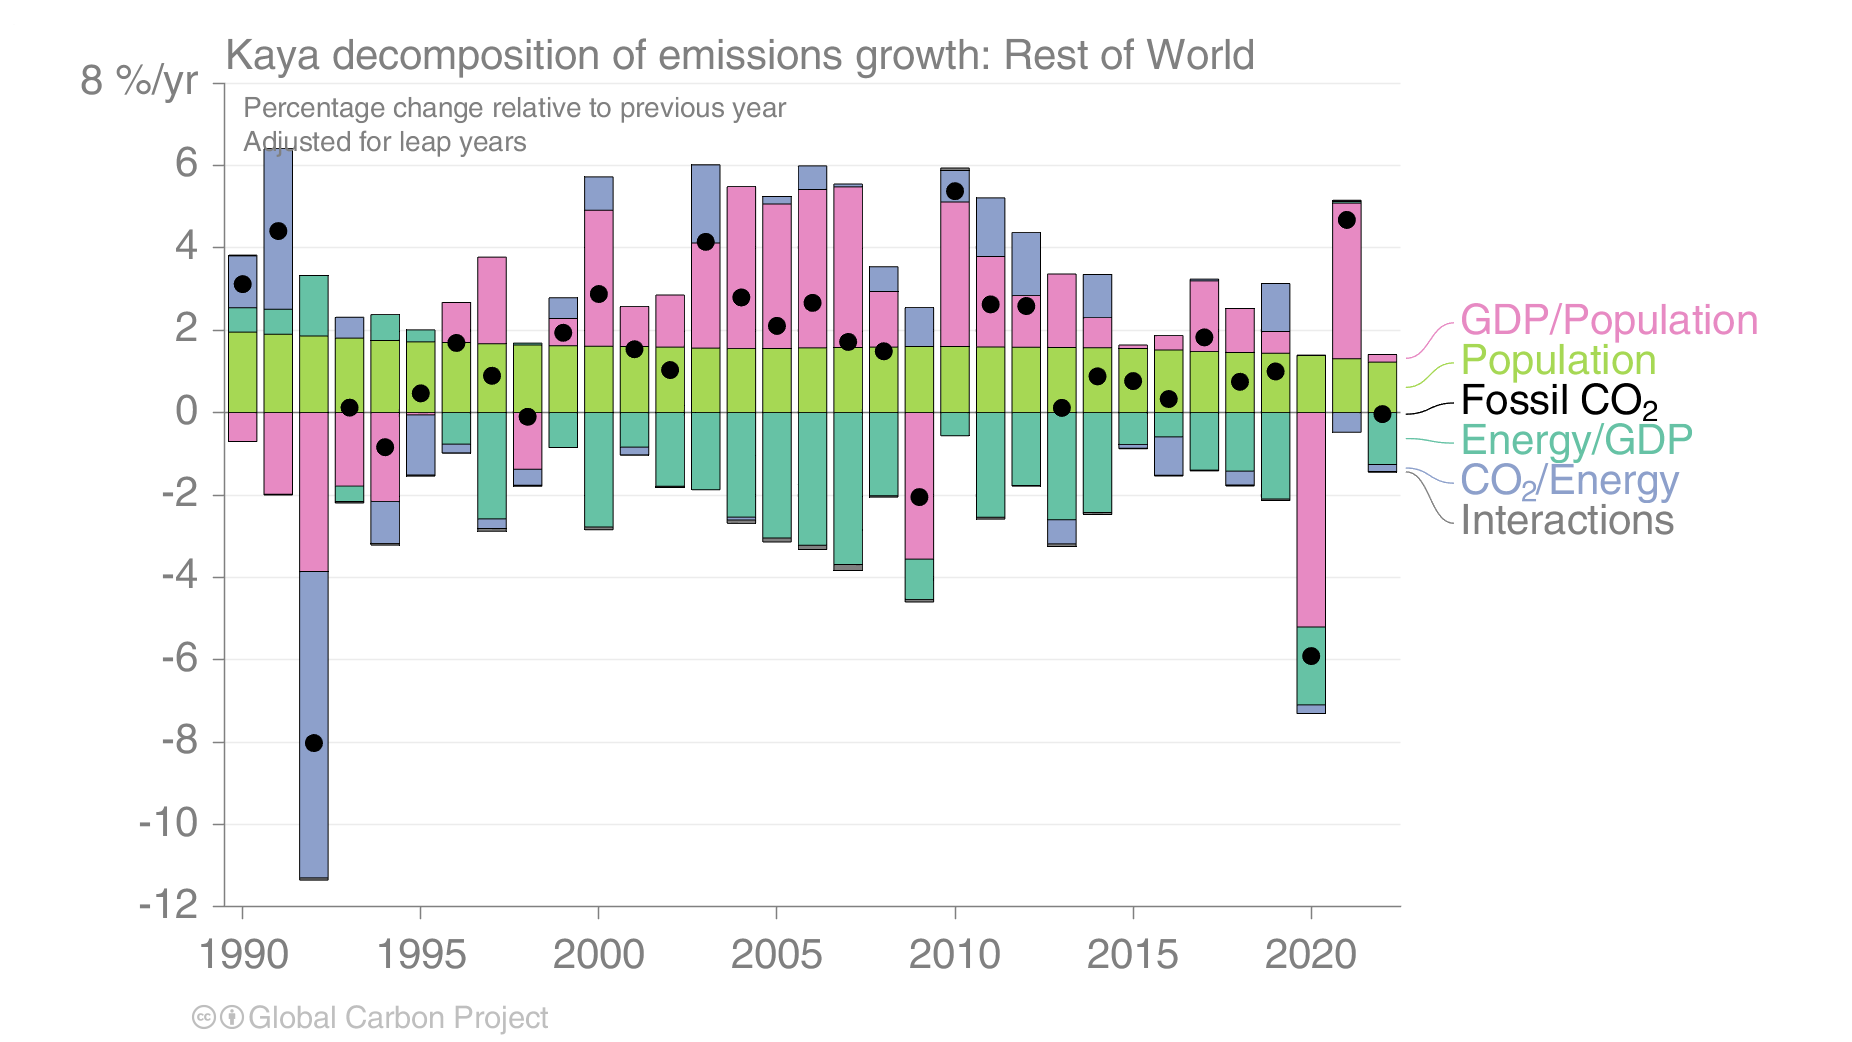 Kaya decomposition of emissions growth: Rest of World
8 %/yr
Percentage change relative to previous year
Adjusted for leap years
6
4
2
0
-2
-4
-6
-8
-10
-12
GDP/Population
Population
Fossil CO₂
Energy/GDP
CO₂/Energy
Interactions
1990 1995 2000 2005 2010 2015 2020
cc Global Carbon Project